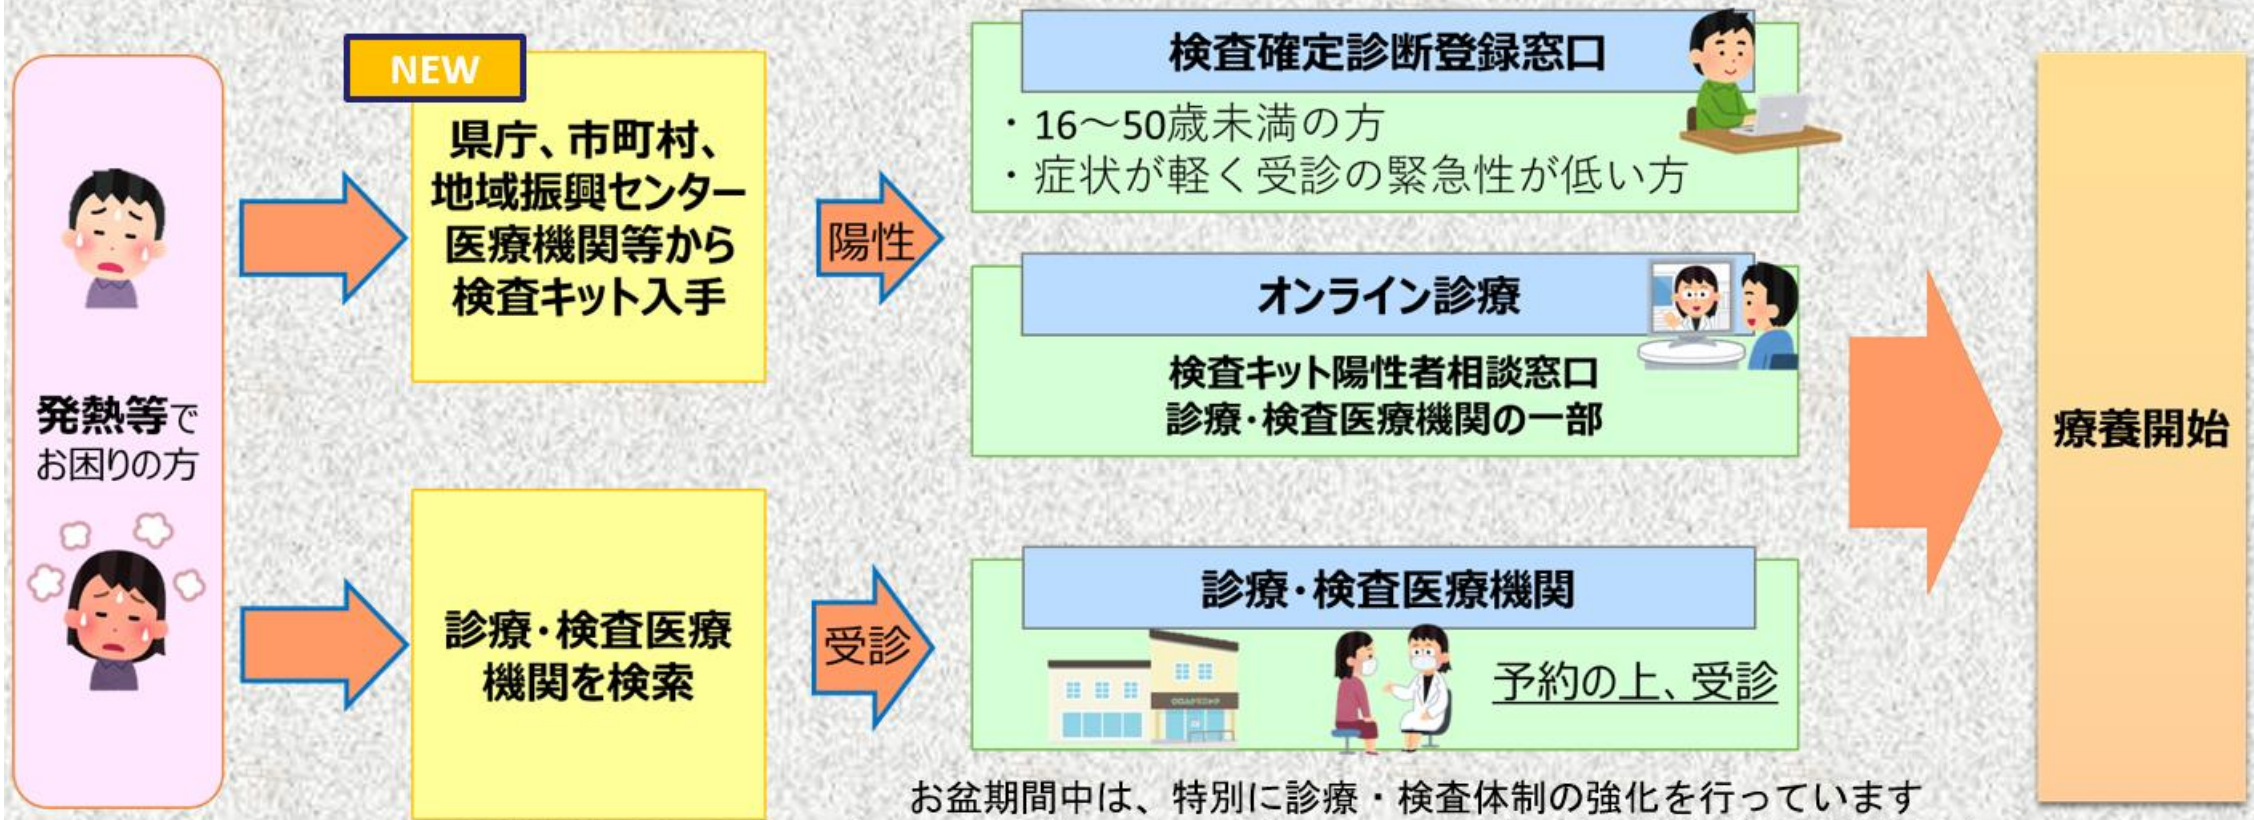 発熱等で
お困りの方
NEW
県庁、市町村、
地域振興センター
医療機関等から
検査キット入手
陽性
検査確定診断登録窓口
・16～50歳未満の方
・症状が軽く受診の緊急性が低い方
オンライン診療
検査キット陽性者相談窓口
診療・検査医療機関の一部
診療・検査医療
機関を検索
受診
診療・検査医療機関
予約の上、受診
お盆期間中は、特別に診療・検査体制の強化を行っています
療養開始